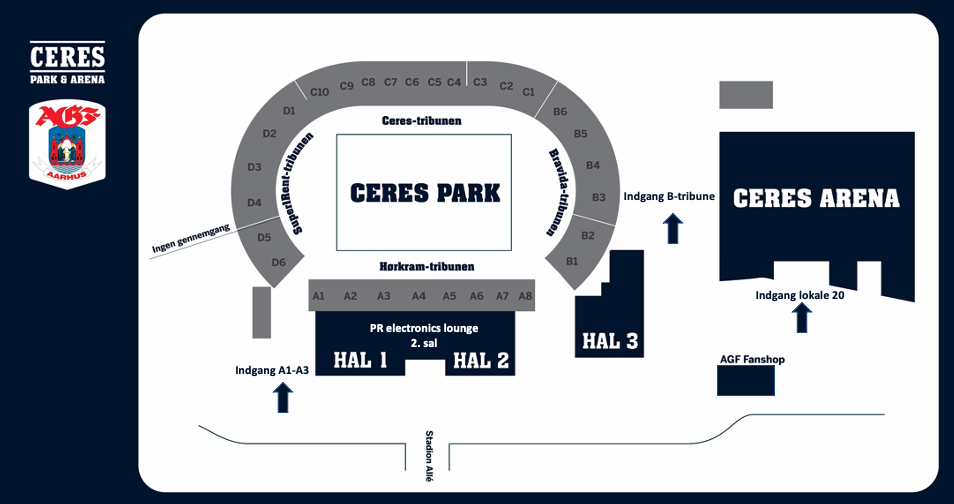 CERES
PARK & ARENA
AGF
AARHUS
C10 C9 C8 C7 C6 C5 C4 C3 C2 C1
D1
D2
D3
D4
D5
D6
B6
B5
B4
B3
B2
B1
Ceres-tribunen
SuperlRent-tribunen
Bravida-tribunen
CERES PARK
Hørkram-tribunen
Ingen gennemgang
Indgang B-tribune
CERES ARENA
Indgang lokale 20
A1 A2 A3 A4 A5 A6 A7 A8
PR electronics lounge
2. sal
HAL 1
HAL 2
HAL 3
Indgang A1-A3
AGF Fanshop
Stadion Allé